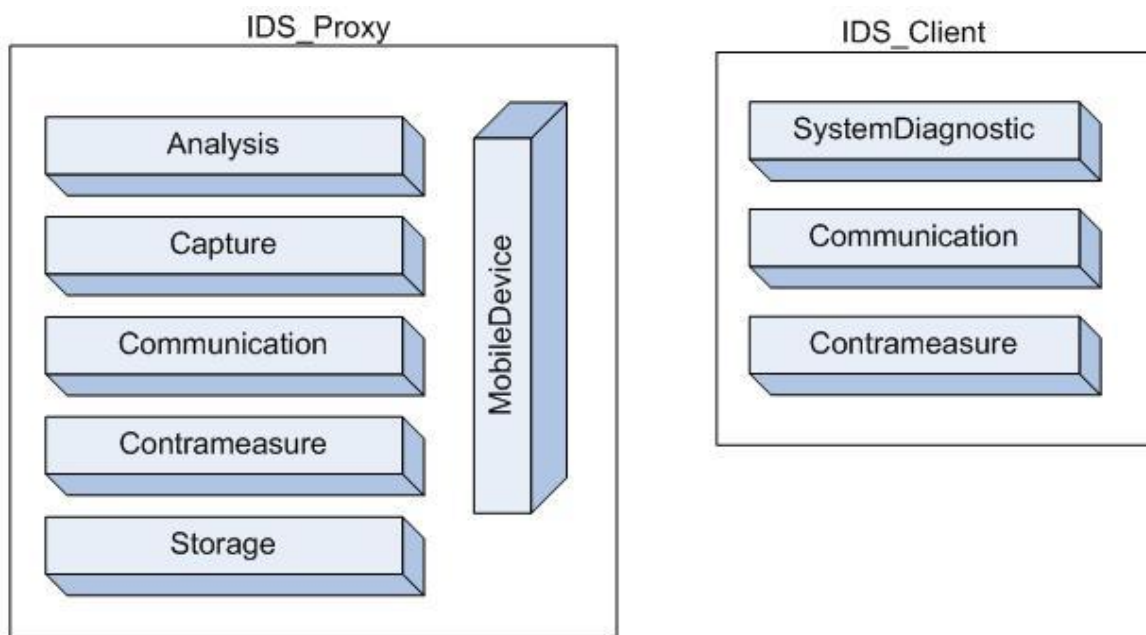 IDS_Proxy
Analysis
Capture
Communication
Contrameasure
Storage
MobileDevice
IDS_Client
SystemDiagnostic
Communication
Contrameasure